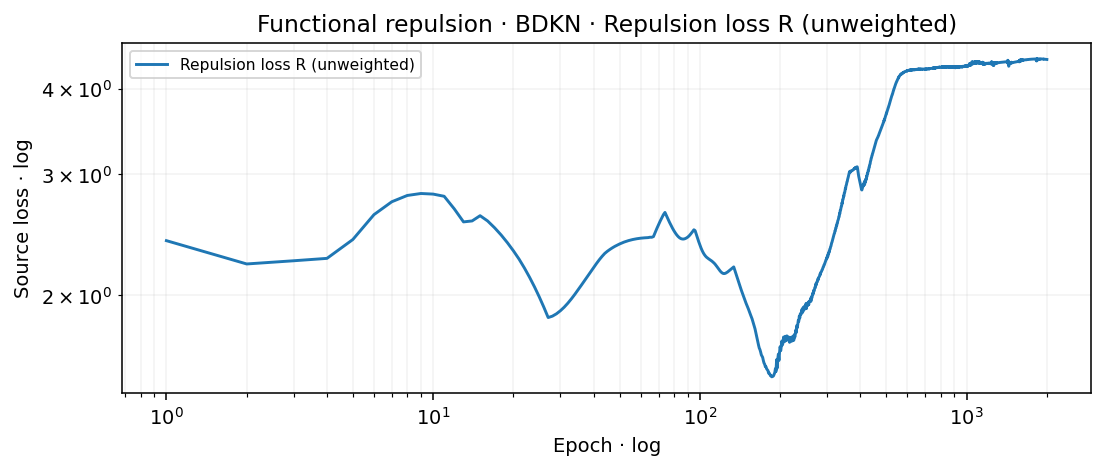 Functional repulsion · BDKN · Repulsion loss R (unweighted)
Repulsion loss R (unweighted)
Source loss · log
4 × 10⁰
3 × 10⁰
2 × 10⁰
10⁰ 10¹ 10² 10³
Epoch · log